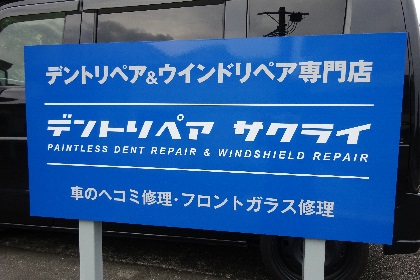 デントリペア&ウインドリペア専門店
デントリペア サクライ
PAINTLESS DENT REPAIR & WINDSHIELD REPAIR
車のヘコミ修理・フロントガラス修理